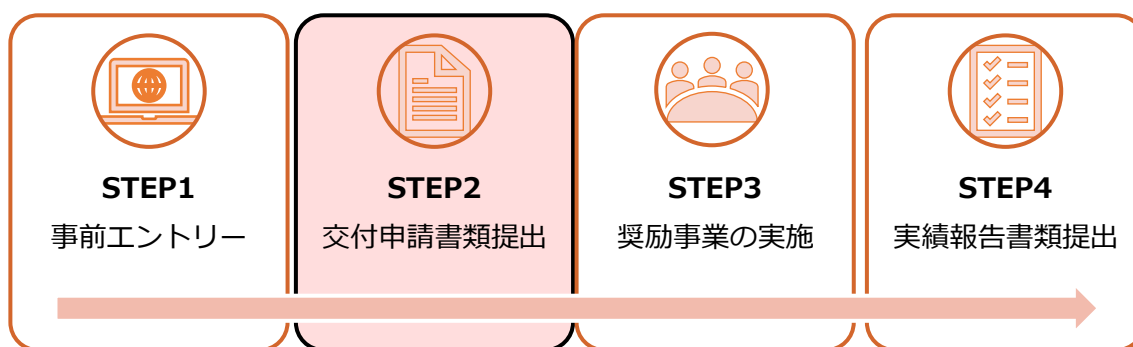 STEP1
事前エントリー
STEP2
交付申請書類提出
STEP3
奨励事業の実施
STEP4
実績報告書類提出